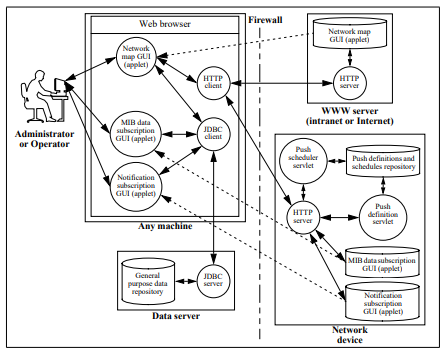 Web browser
Firewall
Network
map GUI
(applet)
HTTP
client
Network map
GUI (applet)
HTTP
server
WWW server
(intranet or Internet)
Administrator
or Operator
MIB data
subscription
GUI (applet)
JDBC
client
Notification
subscription
GUI (applet)
Any machine
Push
scheduler
servlet
Push definitions and
schedules repository
HTTP
server
Push
definition
servlet
MIB data subscription
GUI (applet)
Notification
subscription
GUI (applet)
Network
device
General
purpose data
repository
JDBC
server
Data server